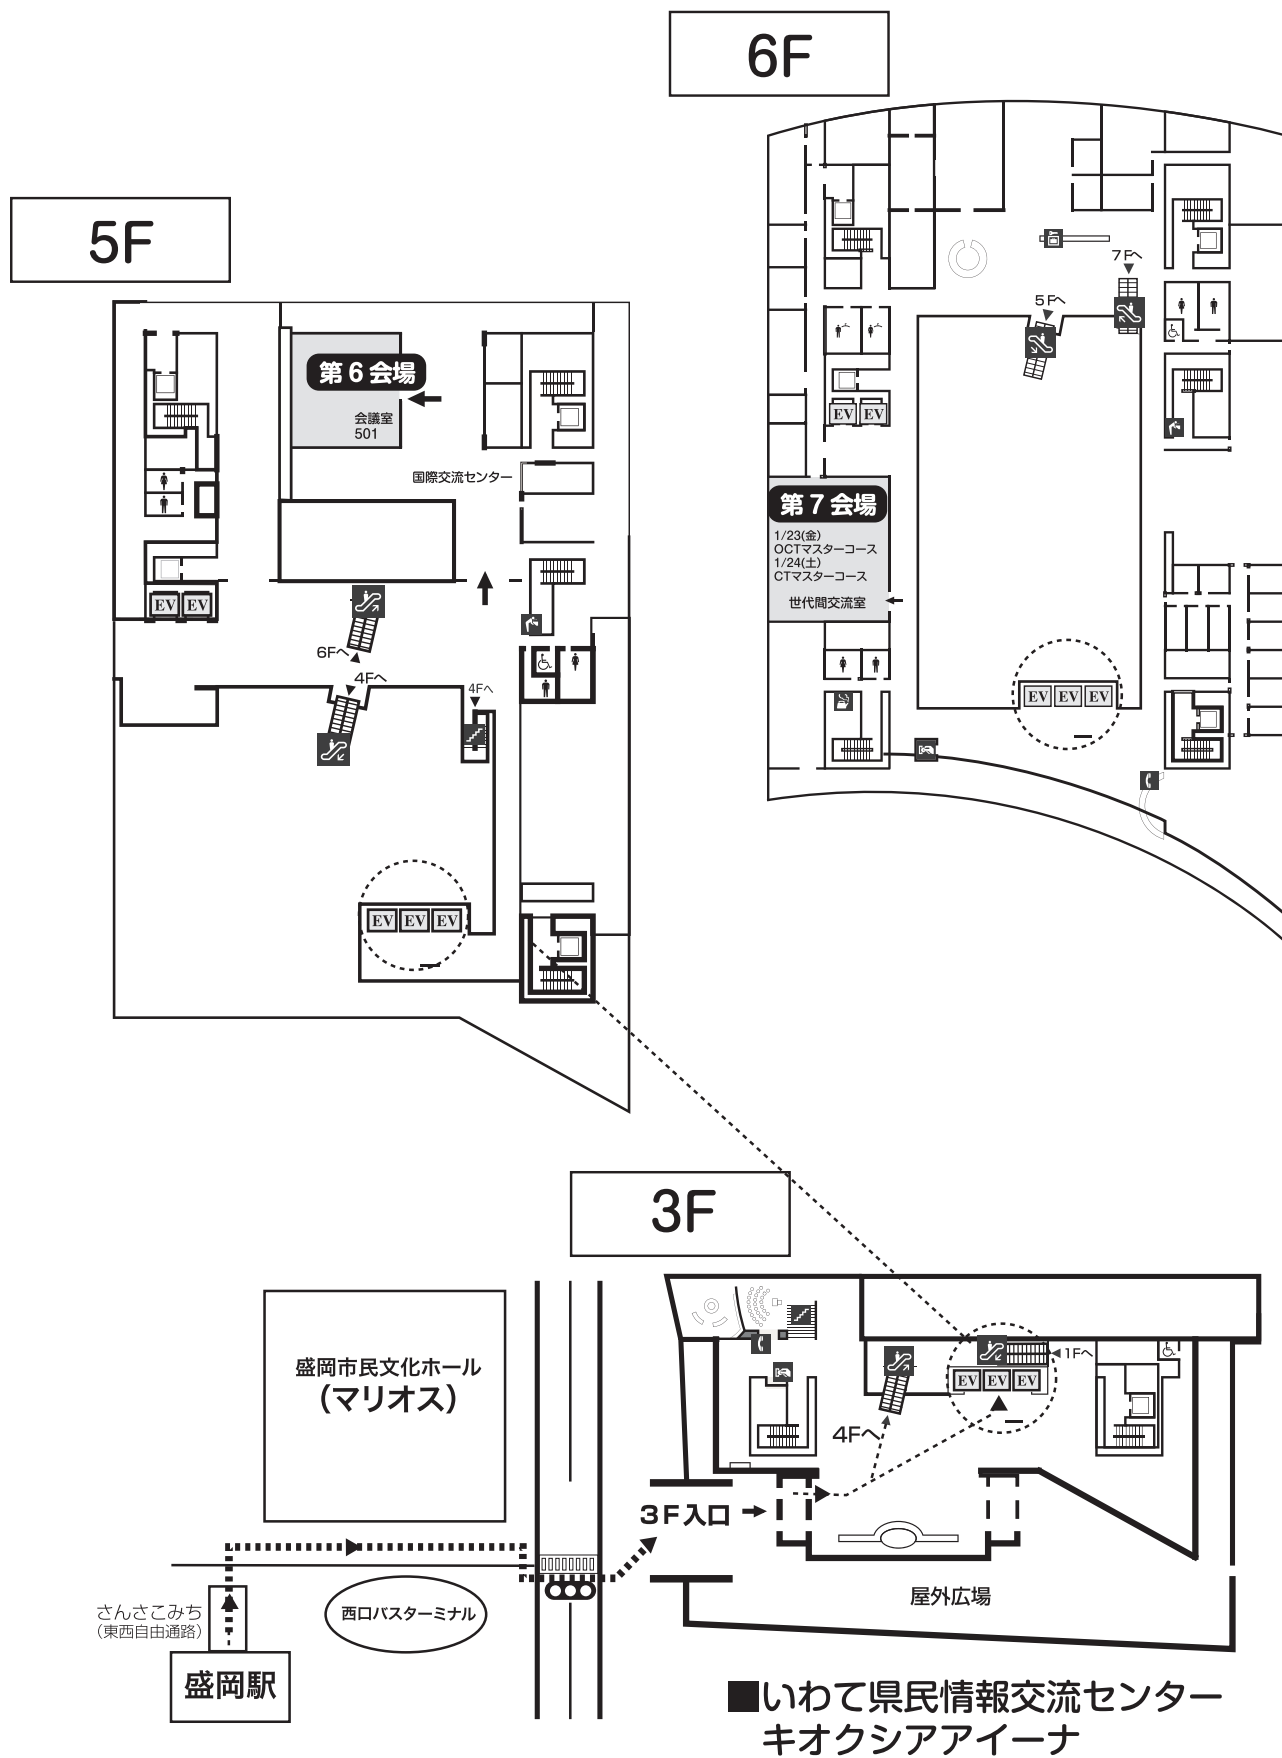 6F
7Fへ
5Fへ
EV EV
第7会場
1/23(金)
OCTマスターコース
1/24(土)
CTマスターコース
世代間交流室
EV EV EV
5F
第6会場
会議室
501
国際交流センター
EV EV
6Fへ
4Fへ
4Fへ
EV EV EV
3F
1Fへ
EV EV EV
4Fへ
3F入口
屋外広場
盛岡市民文化ホール
(マリオス)
西口バスターミナル
さんさこみち
(東西自由通路)
盛岡駅
■いわて県民情報交流センター
キオクシアアイーナ